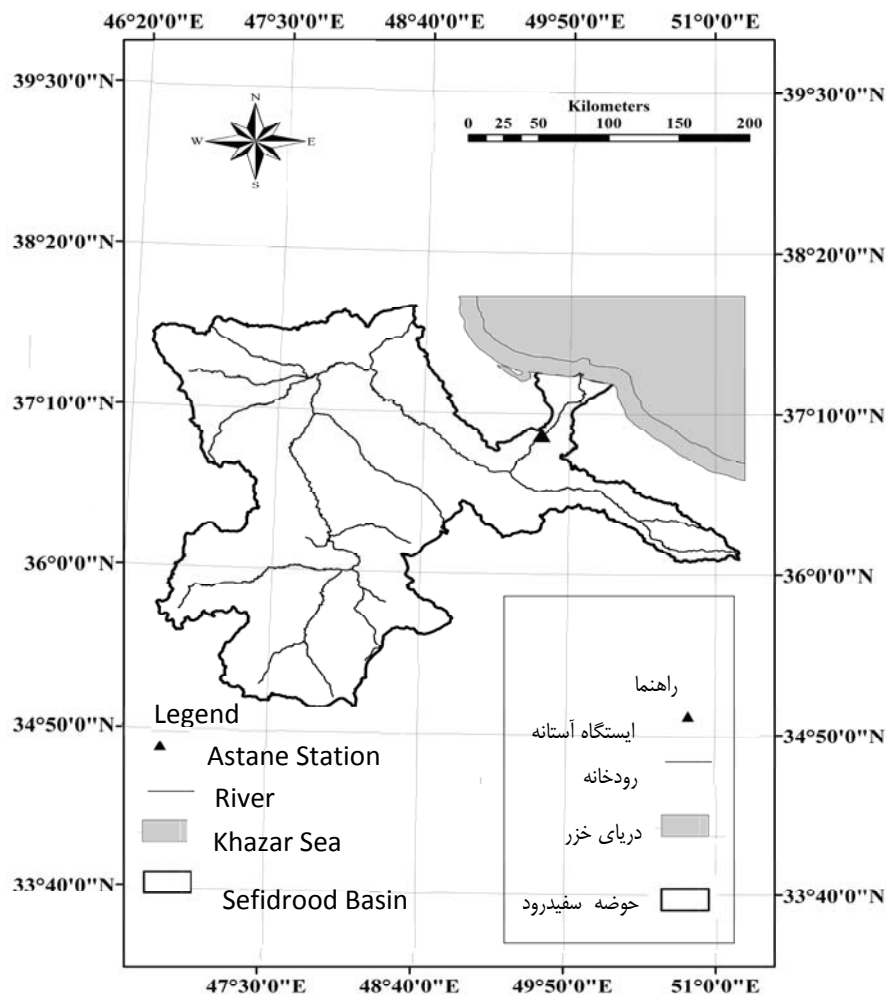 46°20'0"E 47°30'0"E 48°40'0"E 49°50'0"E 51°0'0"E
39°30'0"N 39°30'0"N
Kilometers
0 25 50 100 150 200
N
W E
S
38°20'0"N 38°20'0"N
37°10'0"N 37°10'0"N
36°0'0"N 36°0'0"N
راهنما
ایستگاه آستانه
رودخانه
دریای خزر
حوضه سفیدرود
Legend
Astane Station
River
Khazar Sea
Sefidrood Basin
34°50'0"N 34°50'0"N
33°40'0"N 33°40'0"N
47°30'0"E 48°40'0"E 49°50'0"E 51°0'0"E